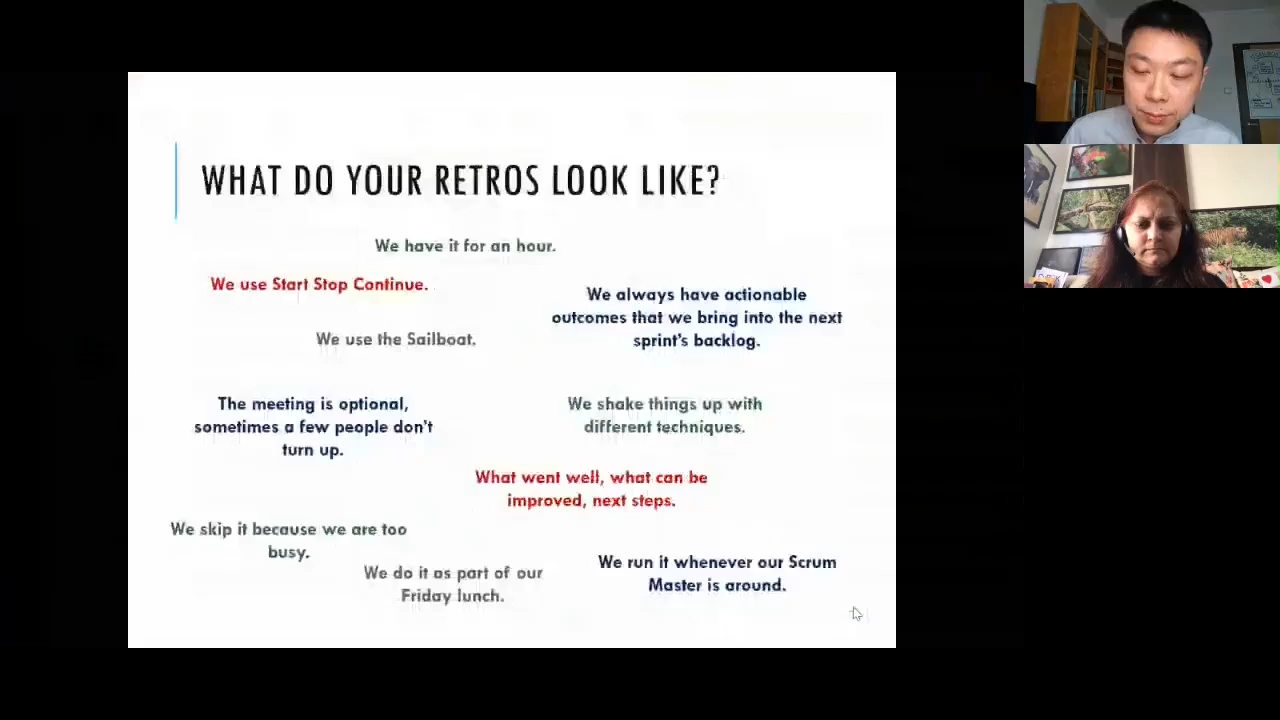 WHAT DO YOUR RETROS LOOK LIKE?
We have it for an hour.
We use Start Stop Continue.
We always have actionable
outcomes that we bring into the next
sprint's backlog.
We use the Sailboat.
The meeting is optional,
sometimes a few people don't
turn up.
We shake things up with
different techniques.
What went well, what can be
improved, next steps.
We skip it because we are too
busy.
We do it as part of our
Friday lunch.
We run it whenever our Scrum
Master is around.